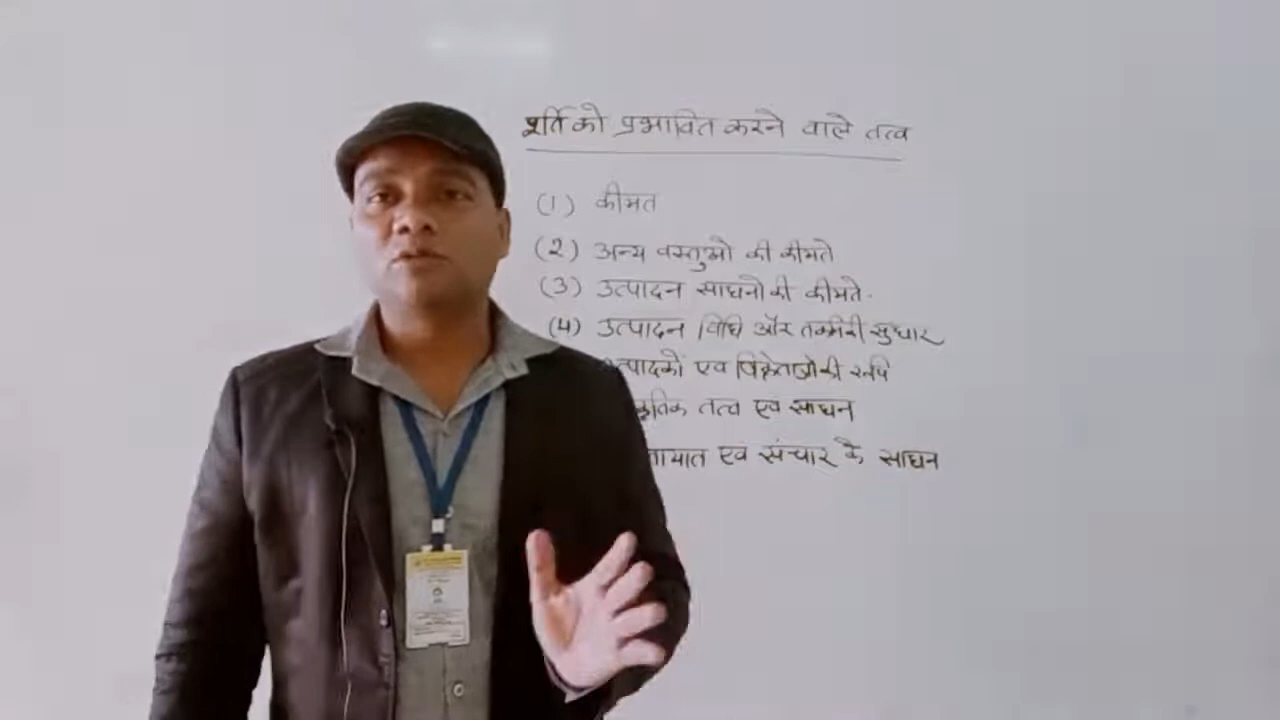 पूर्ति को प्रभावित करने वाले तत्व
(1) कीमत
(2) अन्य वस्तुओ की कीमते
(3) उत्पादन साधनो की कीमते.
(4) उत्पादन विधि और तकनीकी सुधार
त्पादकों एव विक्रेताओ की रूचि
कृतिक तत्व एव साधन
तायात एव संचार के साधन